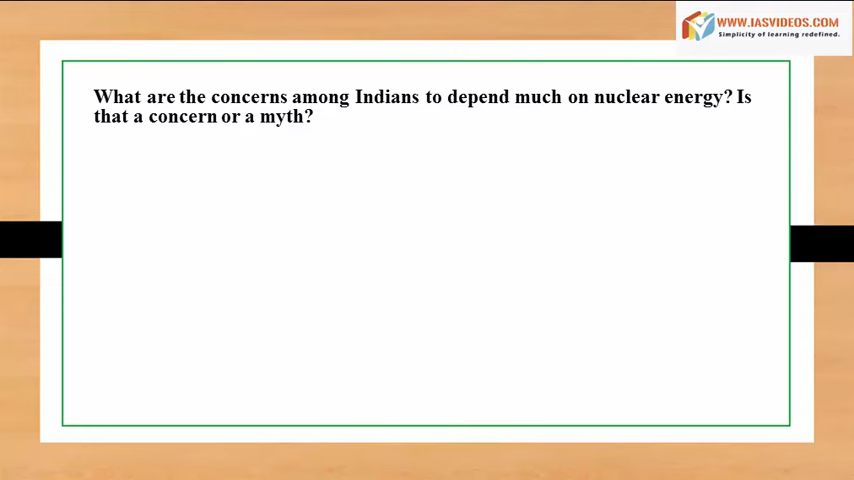 WWW.IASVIDEOS.COM
Simplicity of learning redefined.
What are the concerns among Indians to depend much on nuclear energy? Is
that a concern or a myth?